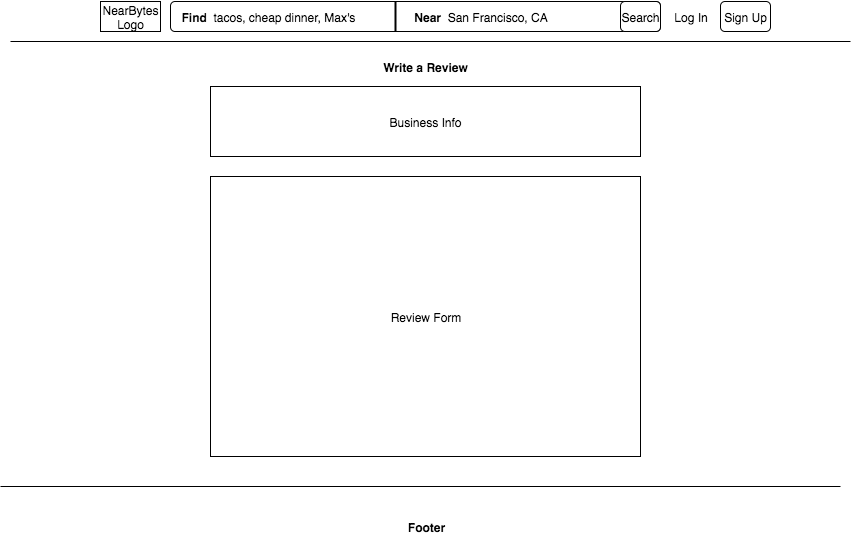 NearBytes
Logo
Find tacos, cheap dinner, Max's
Near San Francisco, CA
Search
Log In
Sign Up
Write a Review
Business Info
Review Form
Footer